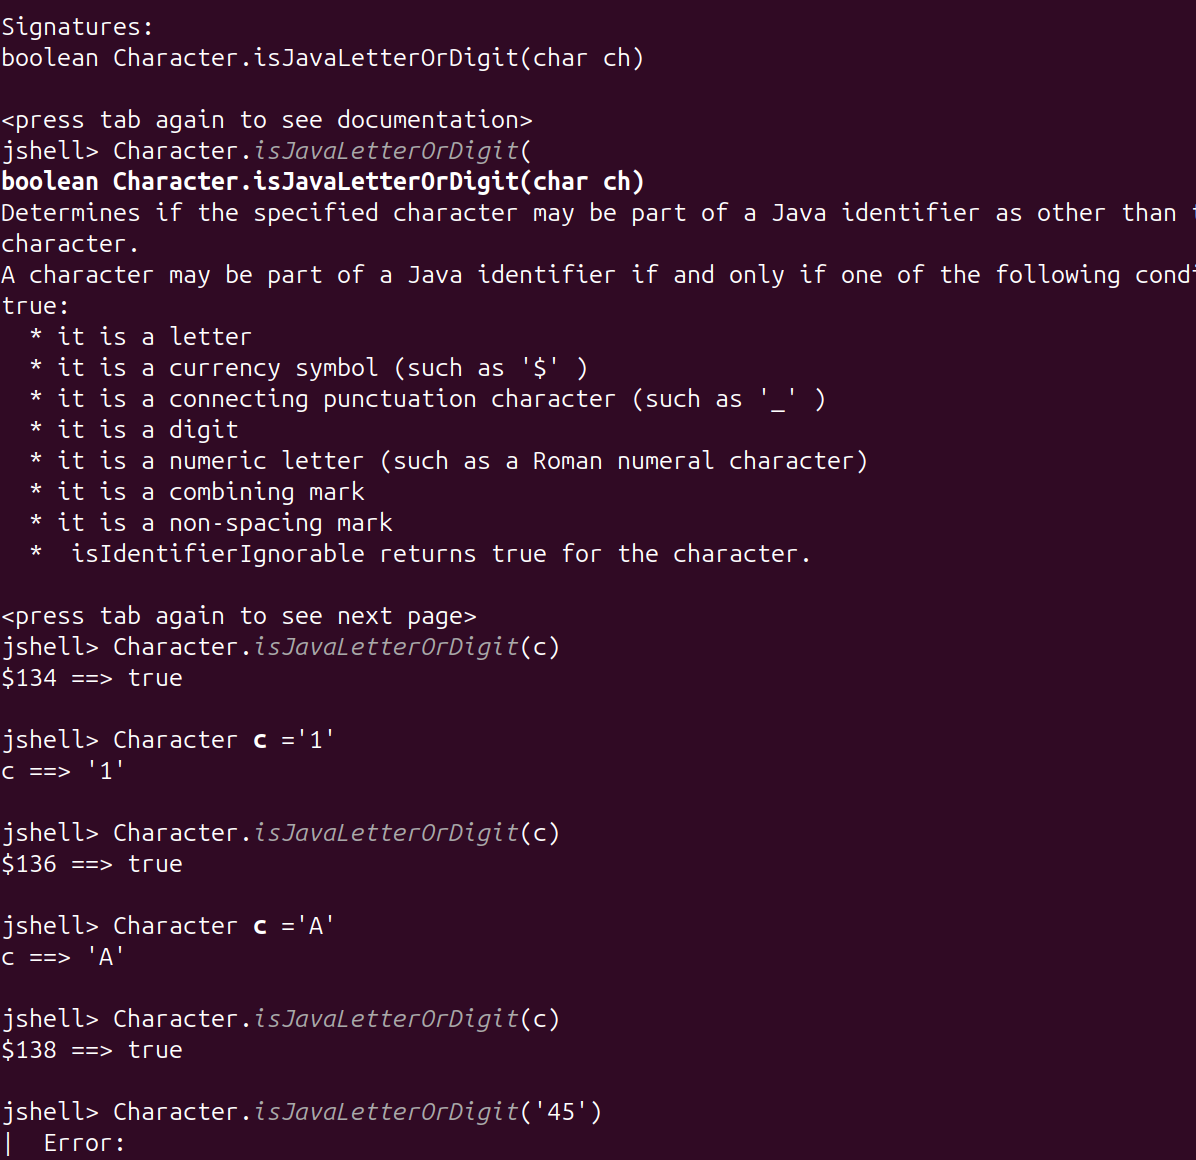 Signatures:
boolean Character.isJavaLetterOrDigit(char ch)
<press tab again to see documentation>
jshell> Character.isJavaLetterOrDigit(
boolean Character.isJavaLetterOrDigit(char ch)
Determines if the specified character may be part of a Java identifier as other than
character.
A character may be part of a Java identifier if and only if one of the following condi
true:
* it is a letter
* it is a currency symbol (such as '$' )
* it is a connecting punctuation character (such as '_' )
* it is a digit
* it is a numeric letter (such as a Roman numeral character)
* it is a combining mark
* it is a non-spacing mark
*  isIdentifierIgnorable returns true for the character.
<press tab again to see next page>
jshell> Character.isJavaLetterOrDigit(c)
$134 ==> true
jshell> Character c ='1'
c ==> '1'
jshell> Character.isJavaLetterOrDigit(c)
$136 ==> true
jshell> Character c ='A'
c ==> 'A'
jshell> Character.isJavaLetterOrDigit(c)
$138 ==> true
jshell> Character.isJavaLetterOrDigit('45')
|  Error: